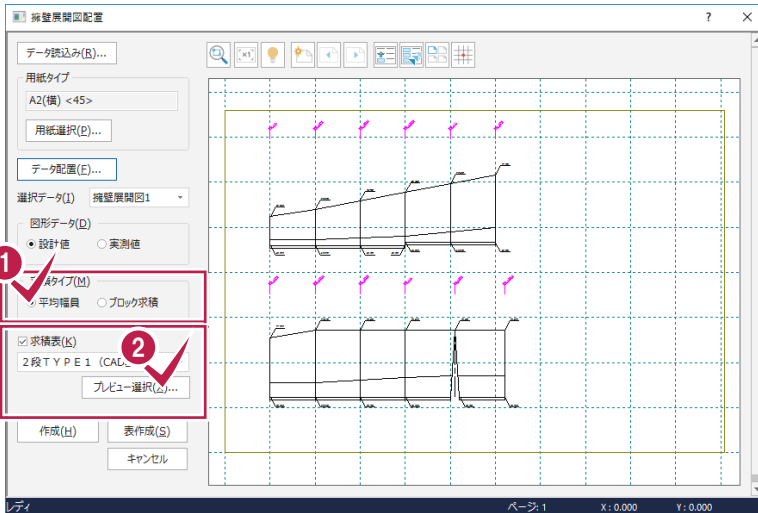 擁壁展開図配置
?
データ読込み(R)...
×1
用紙タイプ
A2(横) <45>
用紙選択(P)...
データ配置(F)...
選択データ(I) 擁壁展開図1
図形データ(D)
設計値 実測値
1
タイプ(M)
平均幅員 ブロック求積
求積表(K)
2
2段TYPE1 (CAD
プレビュー選択
作成(H) 表作成(S)
キャンセル
レディ ページ: 1 X : 0.000 Y : 0.000